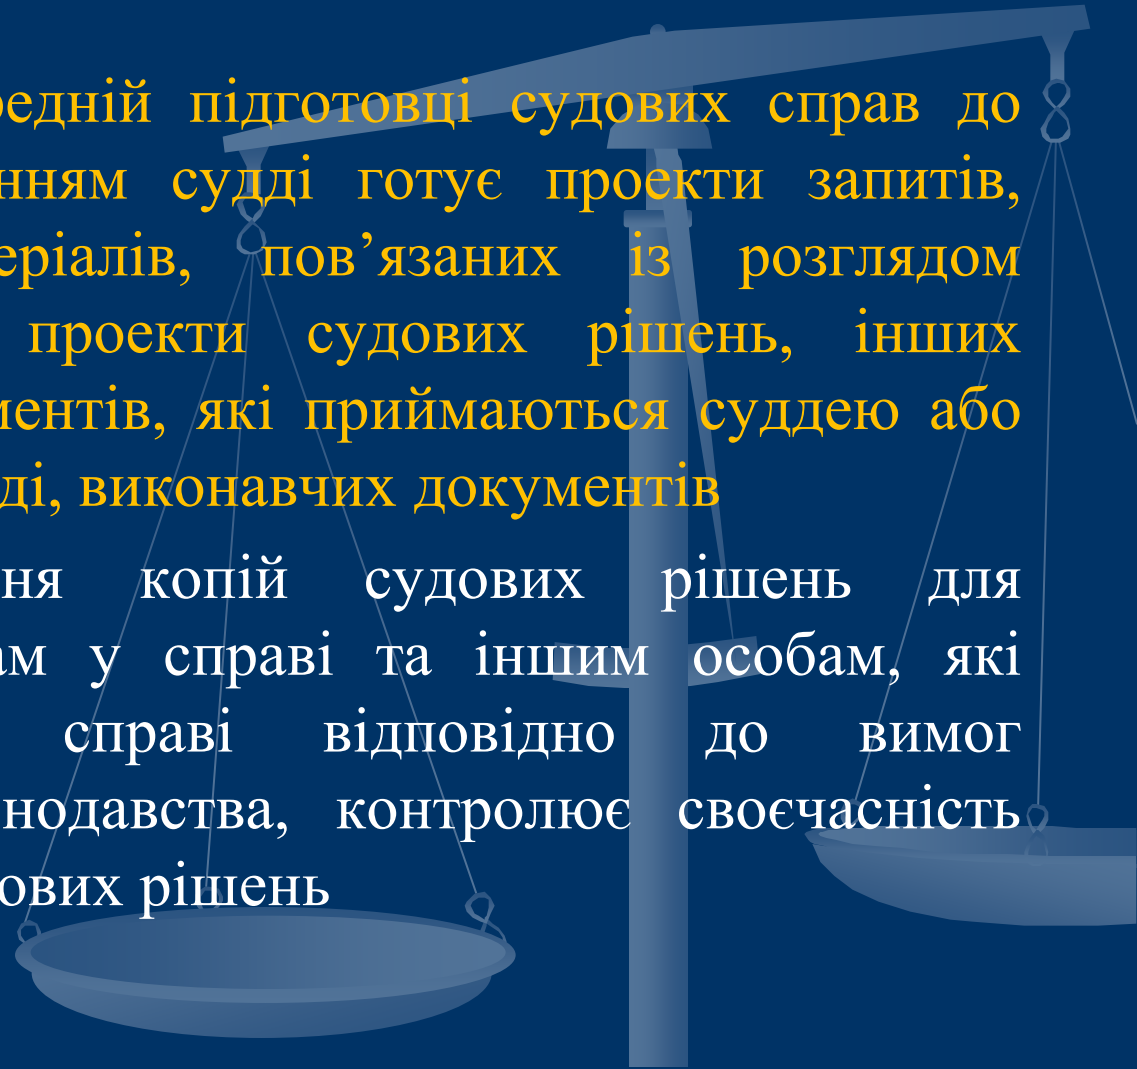 редній підготовці судових справ до
нням судді готує проекти запитів,
еріалів, пов’язаних із розглядом
проекти судових рішень, інших
ментів, які приймаються суддею або
ді, виконавчих документів
ня копій судових рішень для
ам у справі та іншим особам, які
справі відповідно до вимог
нодавства, контролює своєчасність
ових рішень